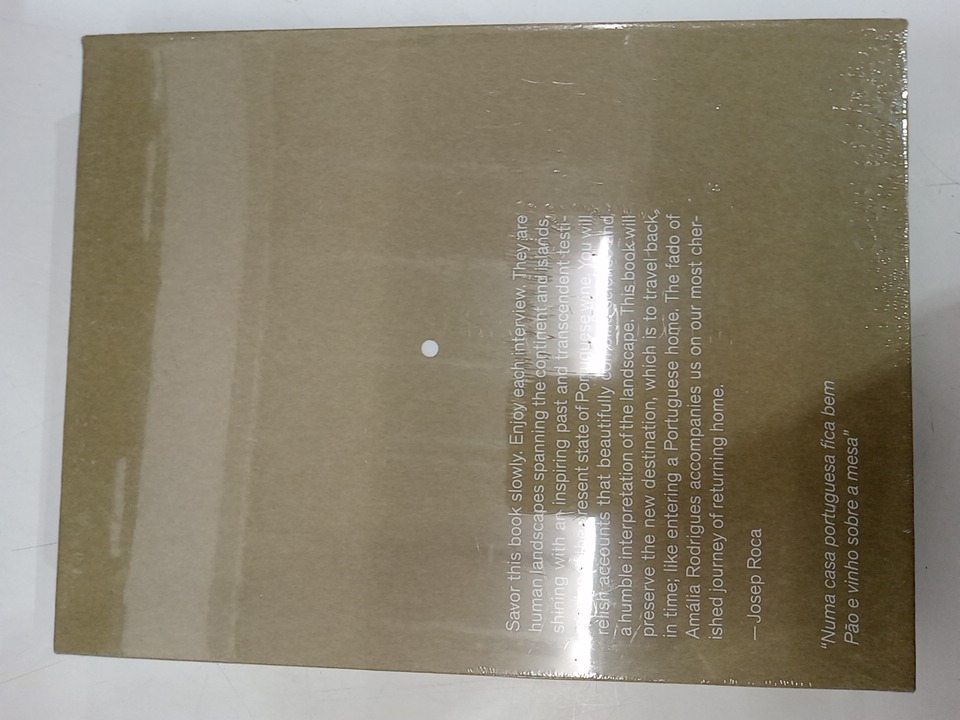 Savor this book slowly. Enjoy each interview. They are
human landscapes spanning the continent and islands,
shining with an inspiring past and transcendent testi-
the present state of Portuguese wine. You will
relish accounts that beautifully and
a humble interpretation of the landscape. This book will
preserve the new destination, which is to travel back,
in time; like entering a Portuguese home. The fado of
Amália Rodrigues accompanies us on our most cher-
ished journey of returning home.
—Josep Roca
"Numa casa portuguesa fica bem
Pão e vinho sobre a mesa"